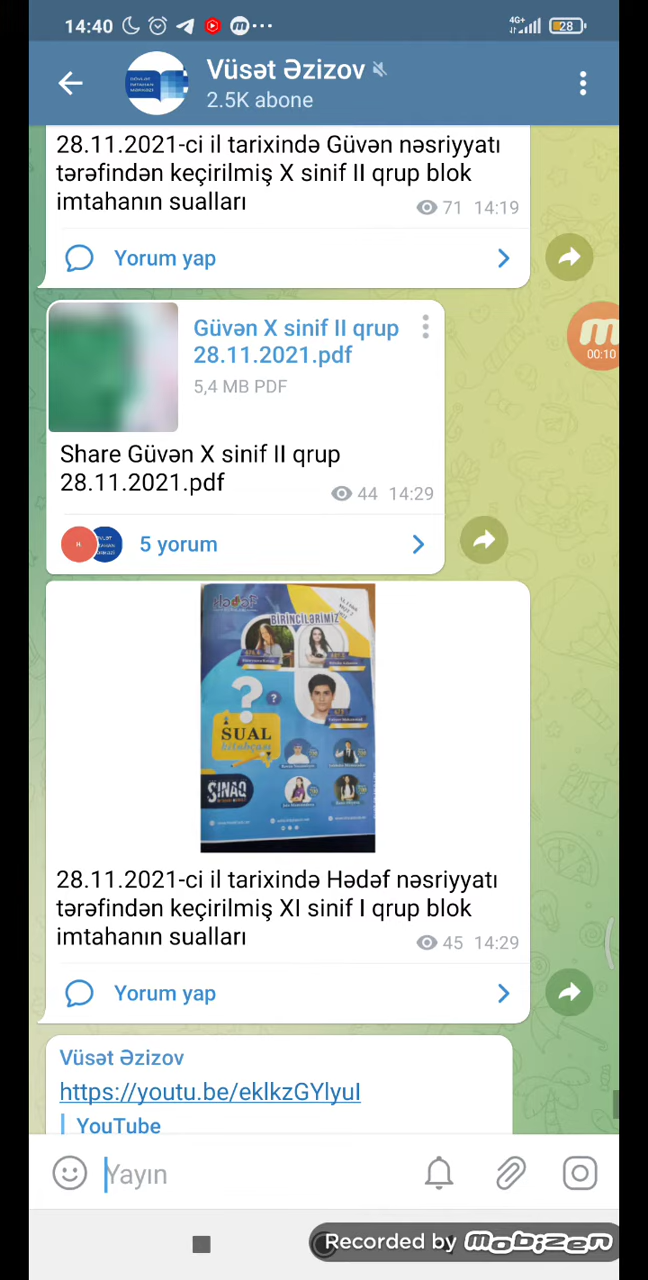 14:40
4G+
28
Vüsət Əzizov
2.5K abone
28.11.2021-ci il tarixində Güvən nəsriyyatı
tərəfindən keçirilmiş X sinif II qrup blok
imtahanın sualları
71 14:19
Yorum yap
00:10
Güvən X sinif II qrup
28.11.2021.pdf
5,4 MB PDF
Share Güvən X sinif II qrup
28.11.2021.pdf
44 14:29
5 yorum
hədəf
BİRİNCİLƏRİMİZ
SUAL
kitabçası
SINAQ
28.11.2021-ci il tarixində Hədəf nəsriyyatı
tərəfindən keçirilmiş XI sinif I qrup blok
imtahanın sualları
45 14:29
Yorum yap
Vüsət Əzizov
https://youtu.be/eklkzGYlyuI
YouTube
Yayın
Recorded by mobizen